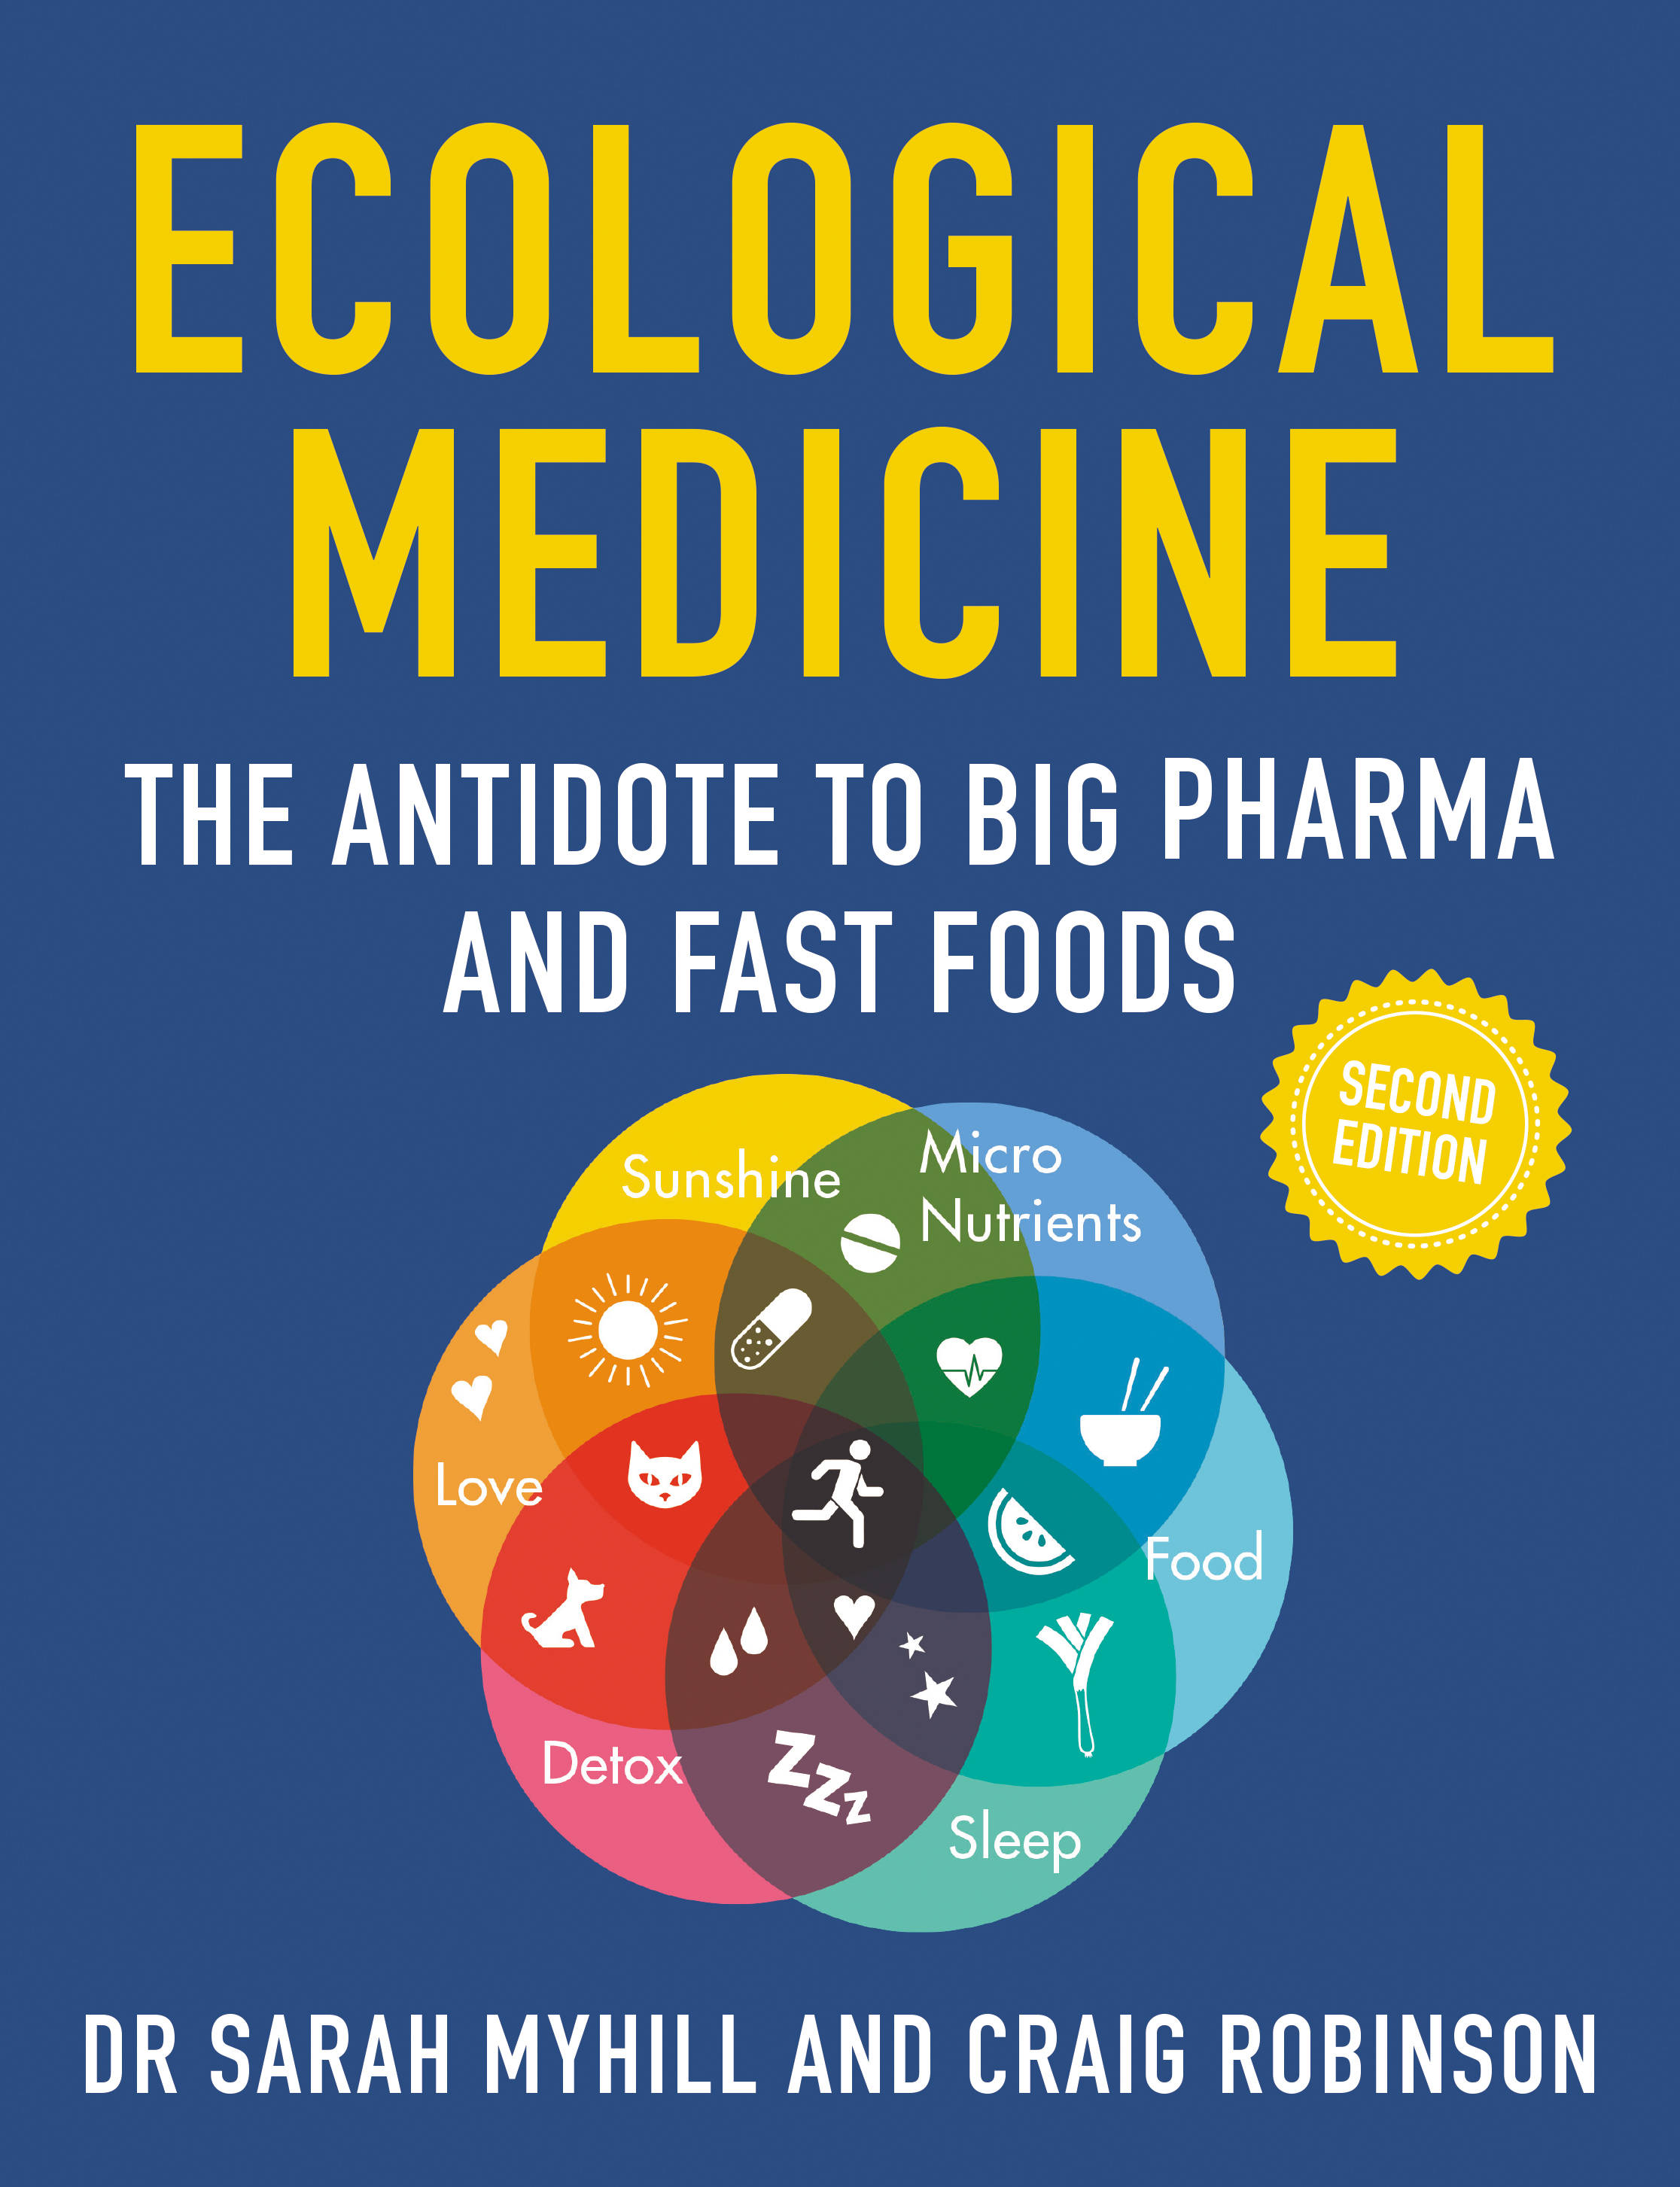 ECOLOGICAL
MEDICINE
THE ANTIDOTE TO BIG PHARMA
AND FAST FOODS
SECOND
EDITION
Sunshine
Micro
Nutrients
Love
Food
Detox
zzz
Sleep
DR SARAH MYHILL AND CRAIG ROBINSON